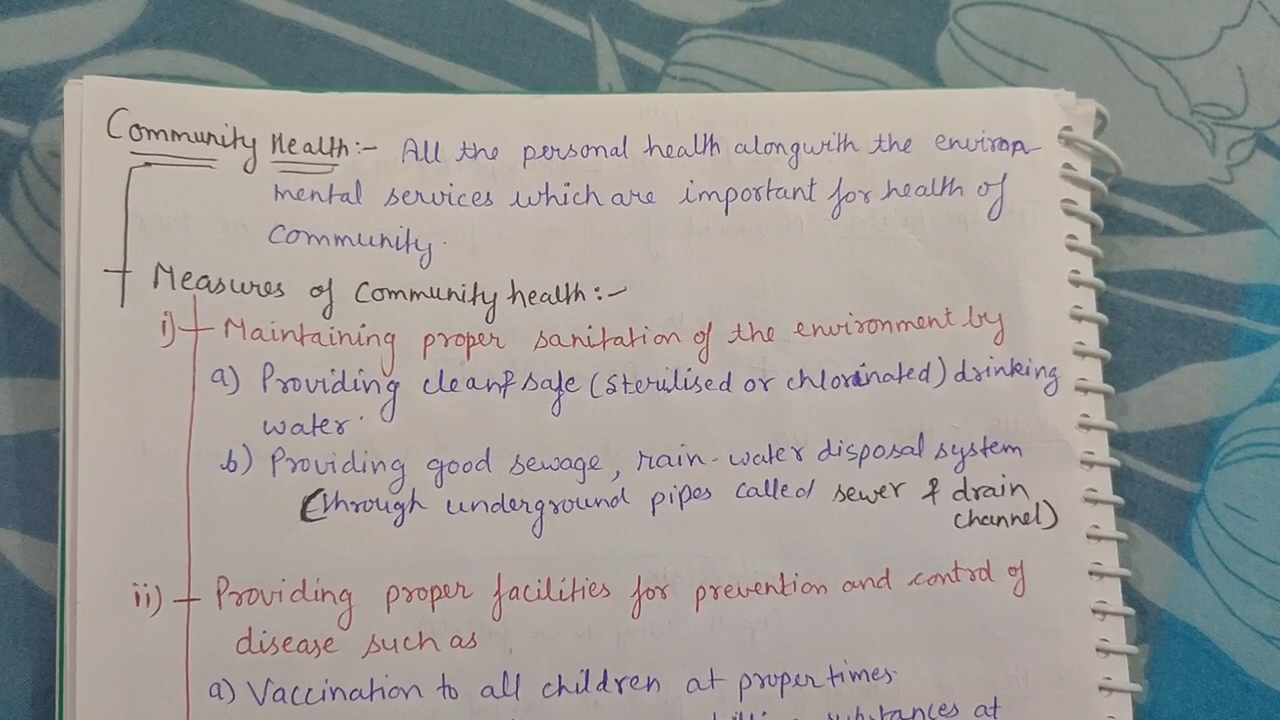 Community Health:- All the personal health alongwith the environ-
mental services which are important for health of
Community.
Measures of Community health:-
i) Maintaining proper sanitation of the environment by
a) Providing clean & safe (Sterilised or chlorinated) drinking
water.
b) Providing good sewage, rain-water disposal system
(through underground pipes called sewer & drain
channel)
ii) Providing proper facilities for prevention and control of
disease such as
a) Vaccination to all children at proper times.
substances at